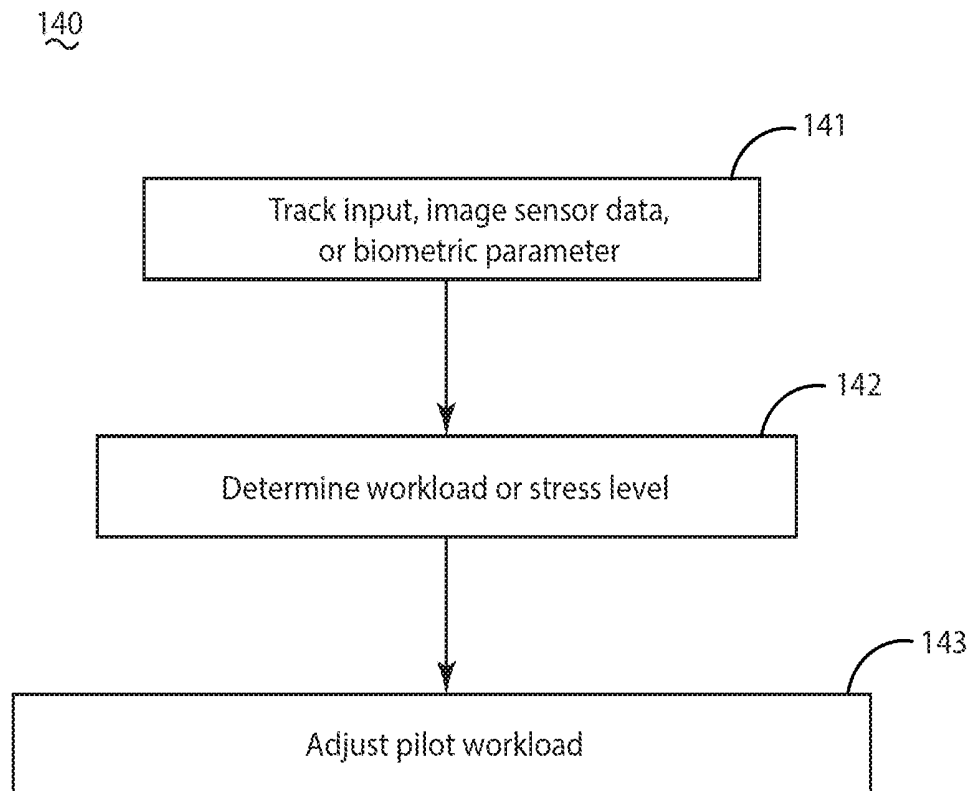 140
141
Track input, image sensor data,
or biometric parameter
142
Determine workload or stress level
143
Adjust pilot workload